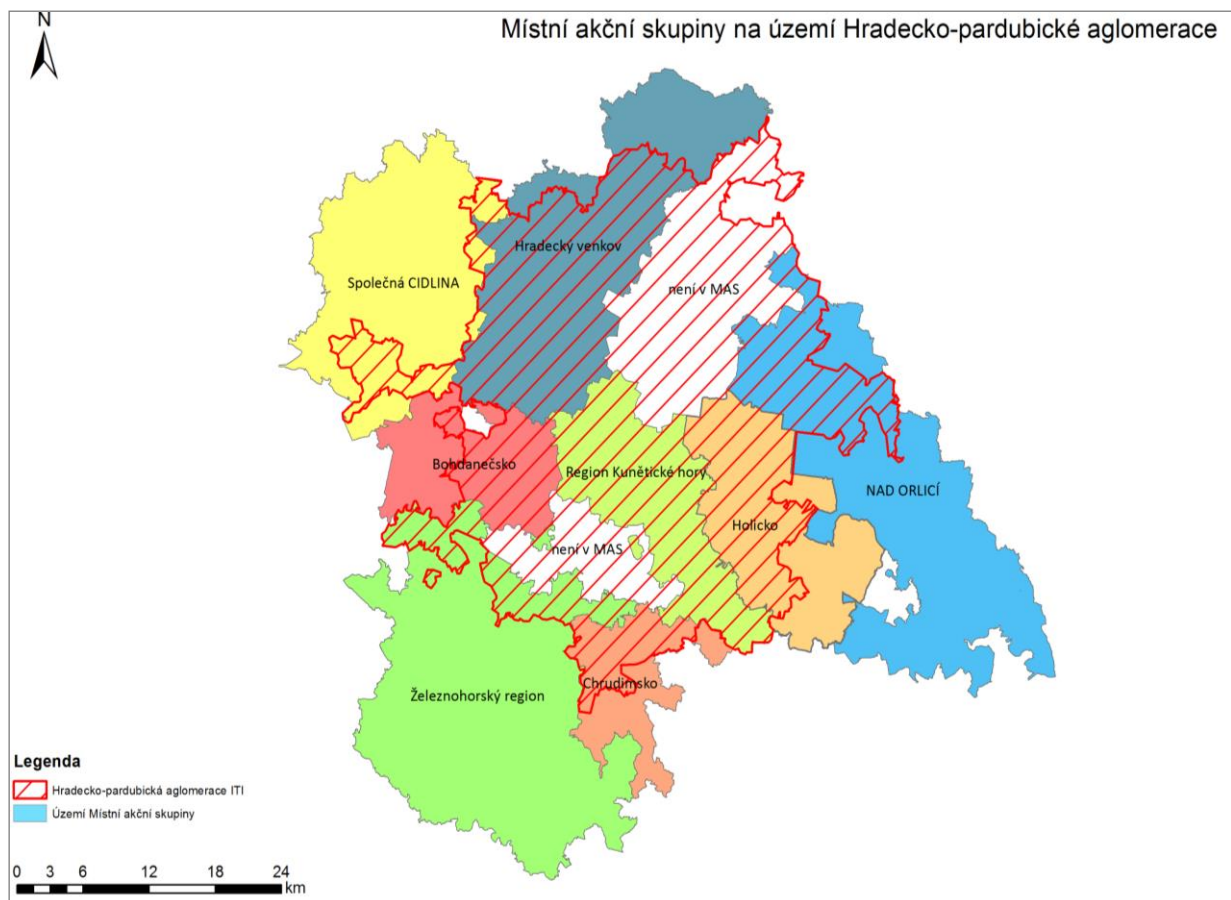 N
Místní akční skupiny na území Hradecko-pardubické aglomerace
Hradecký venkov
Společná CIDLINA
není v MAS
Bohdanečsko
Region Kunětické hory
NAD ORLICÍ
Holicko
není v MAS
Železnohorský region
Chrudimsko
Legenda
Hradecko-pardubická aglomerace ITI
Území Místní akční skupiny
0 3 6 12 18 24
km